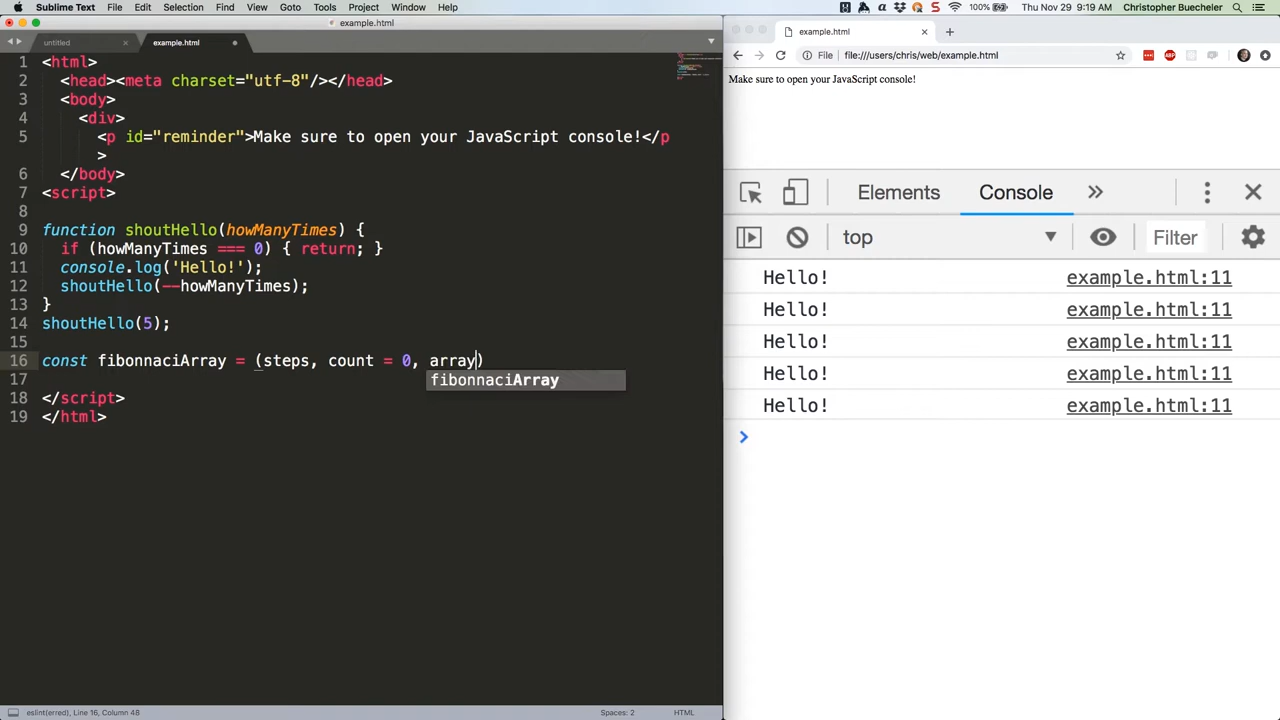 Sublime Text File Edit Selection Find View Goto Tools Project Window Help
100% Thu Nov 29 9:19 AM Christopher Buecheler
example.html
untitled × example.html
1 <html>
2 <head><meta charset="utf-8"/></head>
3 <body>
4 <div>
5 <p id="reminder">Make sure to open your JavaScript console!</p
>
6 </body>
7 <script>
8
9 function shoutHello(howManyTimes) {
10 if (howManyTimes === 0) { return; }
11 console.log('Hello!');
12 shoutHello(--howManyTimes);
13 }
14 shoutHello(5);
15
16 const fibonnaciArray = (steps, count = 0, array)
fibonnaciArray
17
18 </script>
19 </html>
eslint(erred), Line 16, Column 48
Spaces: 2
HTML
example.html
File file:///users/chris/web/example.html
ABP
Make sure to open your JavaScript console!
Elements Console »
top Filter
Hello! example.html:11
Hello! example.html:11
Hello! example.html:11
Hello! example.html:11
Hello! example.html:11